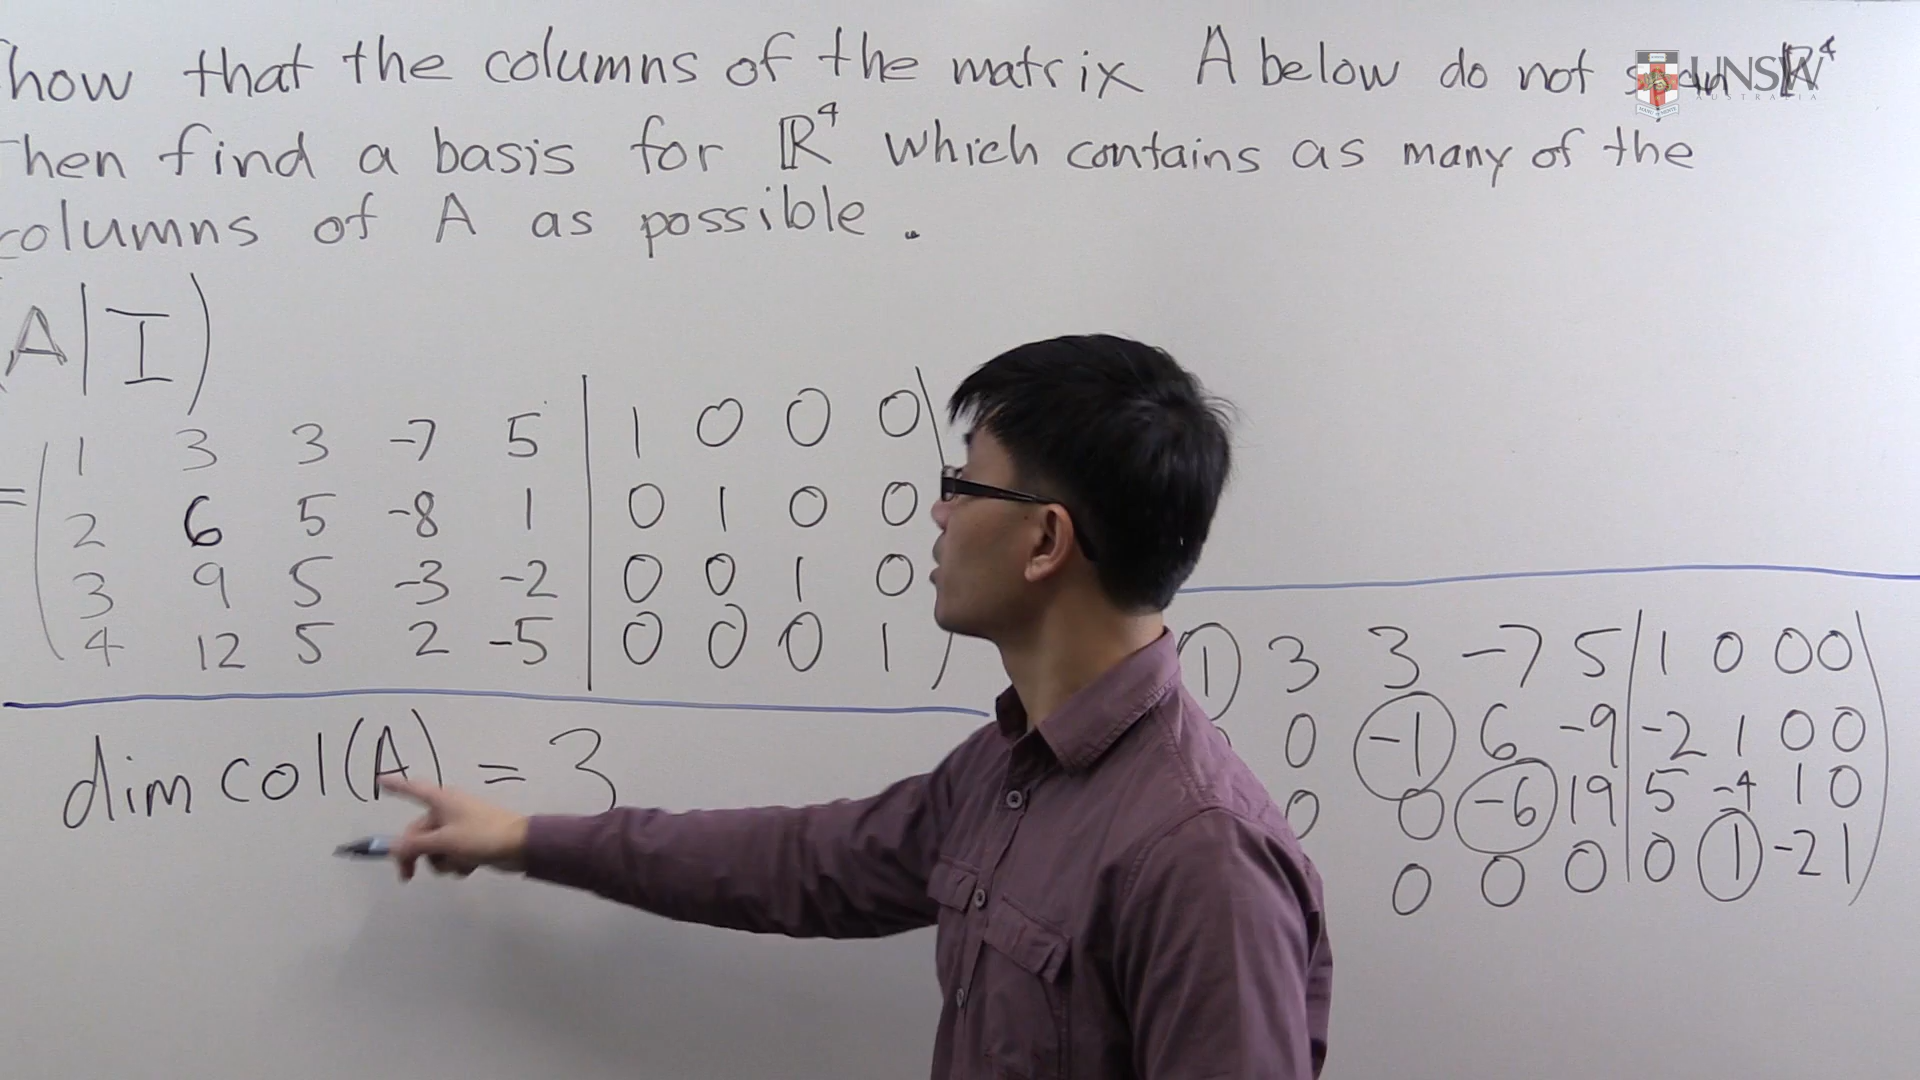 how that the columns of the matrix A below do not span ℝ⁴
hen find a basis for ℝ⁴ which contains as many of the
columns of A as possible .
(A|I)
= ( 1 3 3 -7 5 | 1 0 0 0 )
2 6 5 -8 1 | 0 1 0 0
3 9 5 -3 -2 | 0 0 1 0
4 12 5 2 -5 | 0 0 0 1
dim col(A) = 3
1 3 3 -7 5 | 1 0 0 0
0 -1 6 -9 | -2 1 0 0
0 0 -6 19 | 5 -4 1 0
0 0 0 | 0 1 -2 1
UNSW
AUSTRALIA